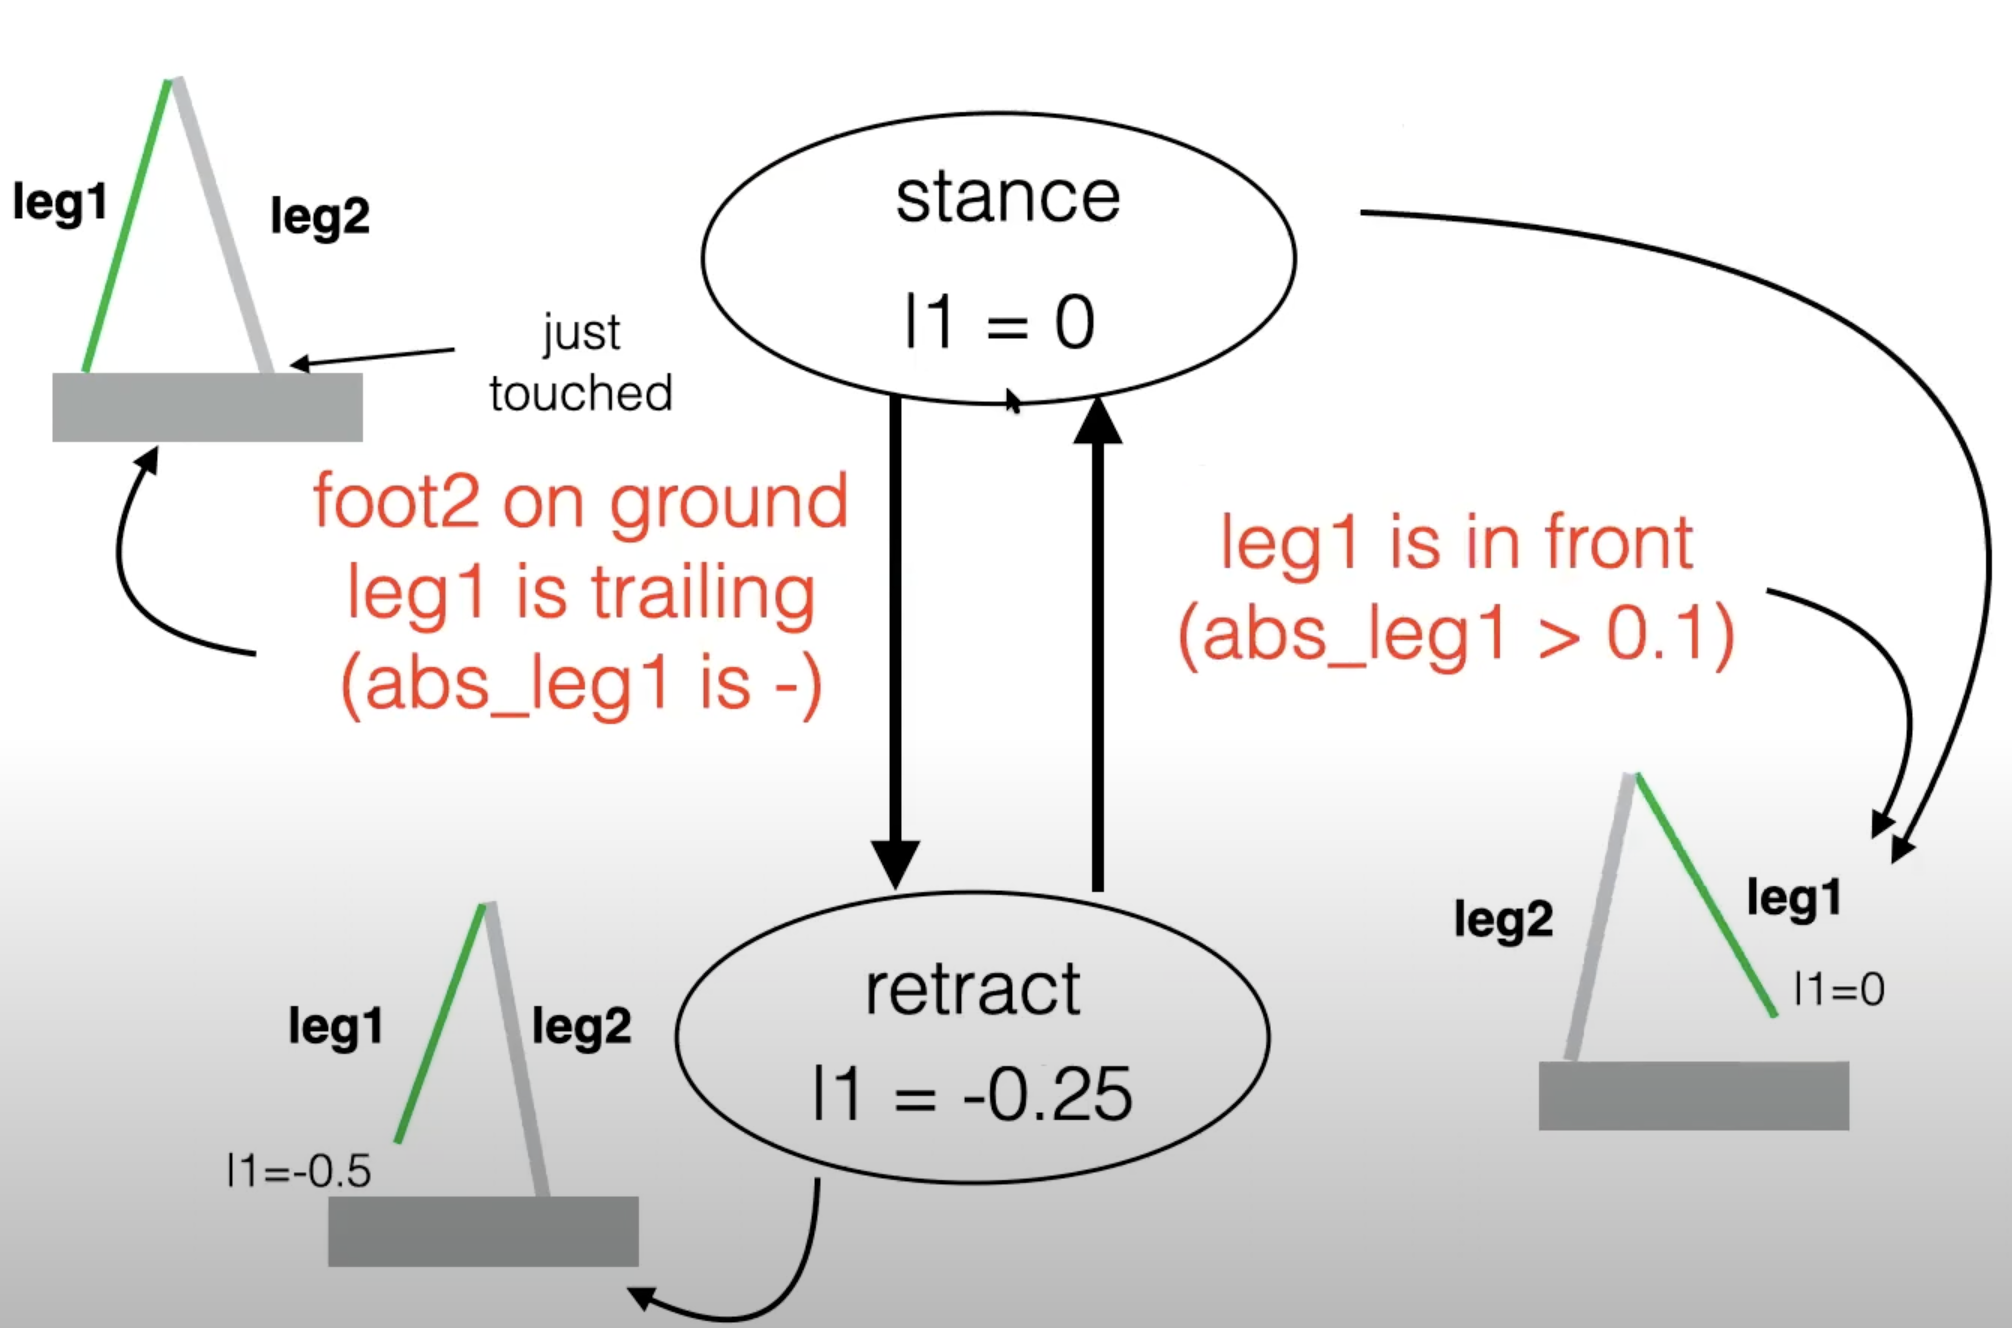 stance
l1 = 0
leg1
leg2
just
touched
foot2 on ground
leg1 is trailing
(abs_leg1 is -)
leg1 is in front
(abs_leg1 > 0.1)
leg2
leg1
l1=0
retract
l1 = -0.25
leg1
leg2
l1=-0.5